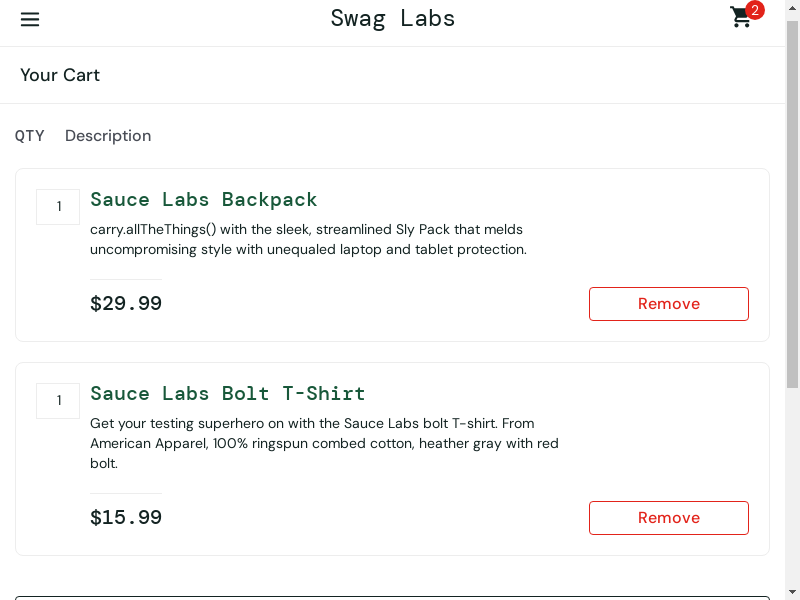 Swag Labs
2
Your Cart
QTY Description
1
Sauce Labs Backpack
carry.allTheThings() with the sleek, streamlined Sly Pack that melds
uncompromising style with unequaled laptop and tablet protection.
$29.99
Remove
1
Sauce Labs Bolt T-Shirt
Get your testing superhero on with the Sauce Labs bolt T-shirt. From
American Apparel, 100% ringspun combed cotton, heather gray with red
bolt.
$15.99
Remove